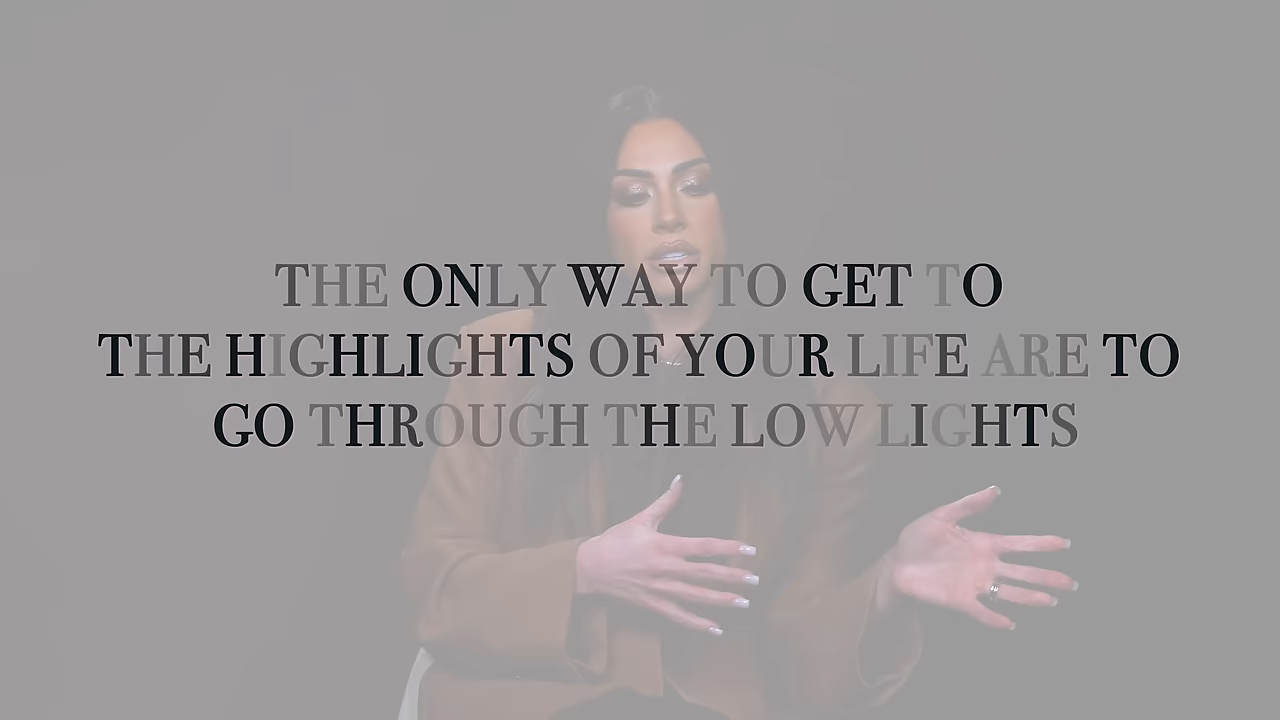 THE ONLY WAY TO GET TO
THE HIGHLIGHTS OF YOUR LIFE ARE TO
GO THROUGH THE LOW LIGHTS